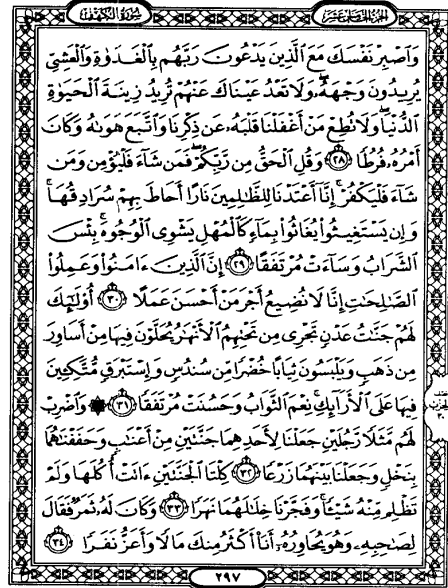 الجزء الخامس عشر
سورة الكهف
وَٱصۡبِرۡ نَفۡسَكَ مَعَ ٱلَّذِينَ يَدۡعُونَ رَبَّهُم بِٱلۡغَدَوٰةِ وَٱلۡعَشِيِّ
يُرِيدُونَ وَجۡهَهُۥۖ وَلَا تَعۡدُ عَيۡنَاكَ عَنۡهُمۡ تُرِيدُ زِينَةَ ٱلۡحَيَوٰةِ
ٱلدُّنۡيَاۖ وَلَا تُطِعۡ مَنۡ أَغۡفَلۡنَا قَلۡبَهُۥ عَن ذِكۡرِنَا وَٱتَّبَعَ هَوَىٰهُ وَكَانَ
أَمۡرُهُۥ فُرُطٗا ٢٨ وَقُلِ ٱلۡحَقُّ مِن رَّبِّكُمۡۖ فَمَن شَآءَ فَلۡيُؤۡمِن وَمَن
شَآءَ فَلۡيَكۡفُرۡۚ إِنَّآ أَعۡتَدۡنَا لِلظَّٰلِمِينَ نَارًا أَحَاطَ بِهِمۡ سُرَادِقُهَاۚ
وَإِن يَسۡتَغِيثُواْ يُغَاثُواْ بِمَآءٖ كَٱلۡمُهۡلِ يَشۡوِي ٱلۡوُجُوهَۚ بِئۡسَ
ٱلشَّرَابُ وَسَآءَتۡ مُرۡتَفَقًا ٢٩ إِنَّ ٱلَّذِينَ ءَامَنُواْ وَعَمِلُواْ
ٱلصَّٰلِحَٰتِ إِنَّا لَا نُضِيعُ أَجۡرَ مَنۡ أَحۡسَنَ عَمَلًا ٣٠ أُوْلَٰٓئِكَ
لَهُمۡ جَنَّٰتُ عَدۡنٖ تَجۡرِي مِن تَحۡتِهِمُ ٱلۡأَنۡهَٰرُ يُحَلَّوۡنَ فِيهَا مِنۡ أَسَاوِرَ
مِن ذَهَبٖ وَيَلۡبَسُونَ ثِيَابًا خُضۡرٗا مِّن سُندُسٖ وَإِسۡتَبۡرَقٖ مُّتَّكِـِٔينَ
فِيهَا عَلَى ٱلۡأَرَآئِكِۚ نِعۡمَ ٱلثَّوَابُ وَحَسُنَتۡ مُرۡتَفَقٗا ٣١ ۞ وَٱضۡرِبۡ
لَهُم مَّثَلٗا رَّجُلَيۡنِ جَعَلۡنَا لِأَحَدِهِمَا جَنَّتَيۡنِ مِنۡ أَعۡنَٰبٖ وَحَفَفۡنَٰهُمَا
بِنَخۡلٖ وَجَعَلۡنَا بَيۡنَهُمَا زَرۡعٗا ٣٢ كِلۡتَا ٱلۡجَنَّتَيۡنِ ءَاتَتۡ أُكُلَهَا وَلَمۡ
تَظۡلِم مِّنۡهُ شَيۡـٔٗاۚ وَفَجَّرۡنَا خِلَٰلَهُمَا نَهَرٗا ٣٣ وَكَانَ لَهُۥ ثَمَرٞ فَقَالَ
لِصَٰحِبِهِۦ وَهُوَ يُحَاوِرُهُۥٓ أَنَا۠ أَكۡثَرُ مِنكَ مَالٗا وَأَعَزُّ نَفَرٗا ٣٤
٢٩٧